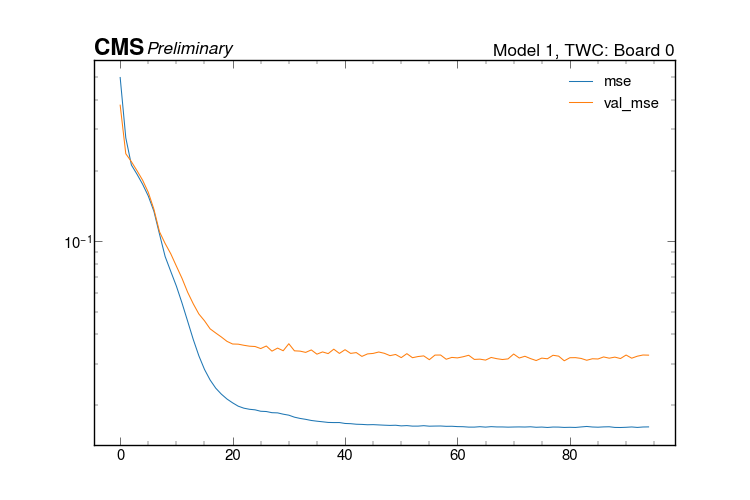 CMS Preliminary
Model 1, TWC: Board 0
mse
val_mse
10⁻¹
0 20 40 60 80